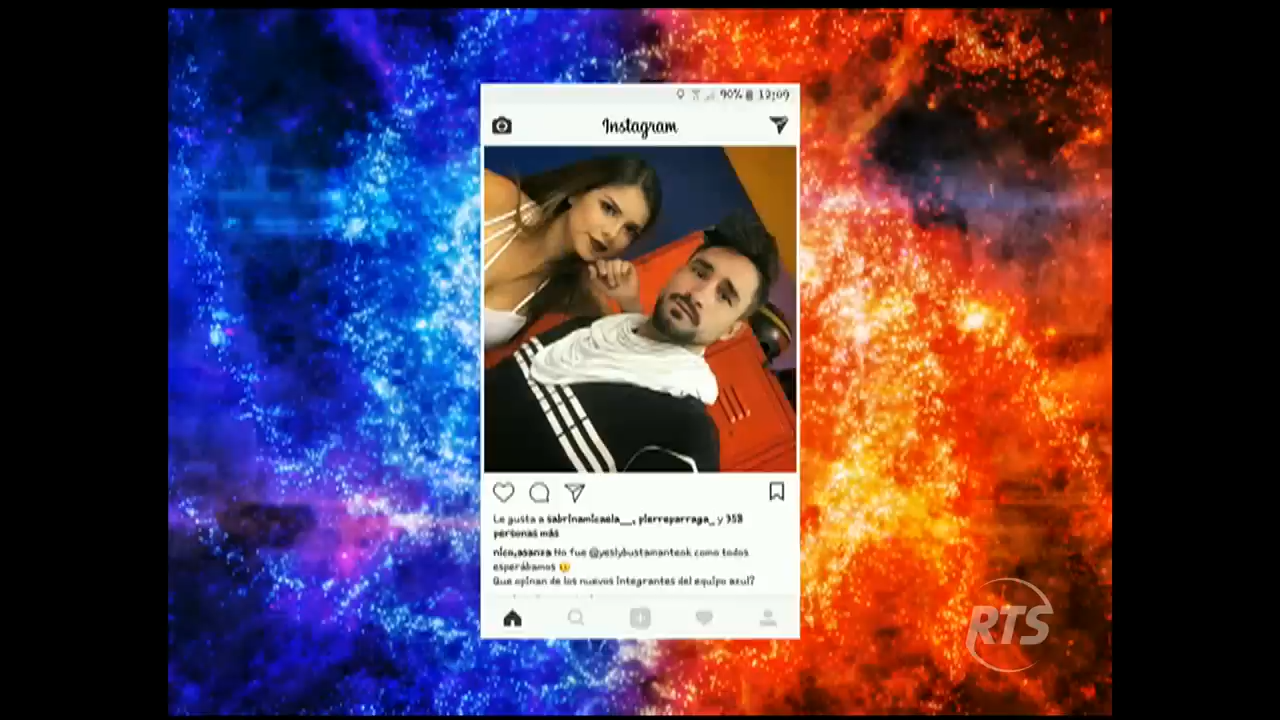 90% 12:09
Instagram
Le gusta a sabrinamicaela__, pierreparraga_ y 358
personas más
nico.asanza No fue @yeslybustamanteok como todos
esperábamos
Que opinan de los nuevos integrantes del equipo azul?
RTS